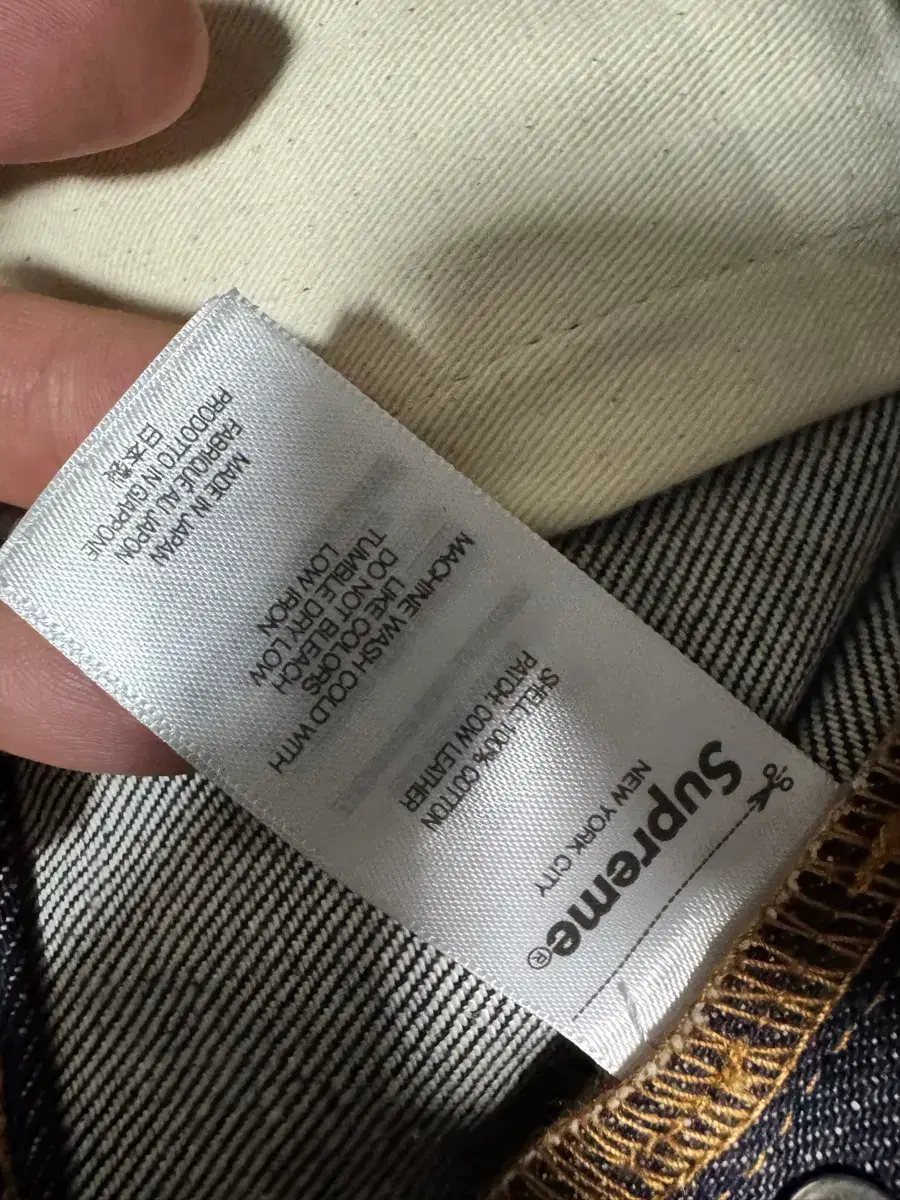 Supreme®
NEW YORK CITY
SHELL: 100% COTTON
PATCH: COW LEATHER
MACHINE WASH COLD WITH
LIKE COLORS
DO NOT BLEACH
TUMBLE DRY LOW
LOW IRON
MADE IN JAPAN
FABRIQUÉ AU JAPON
PRODOTTO IN GIAPPONE
日本製